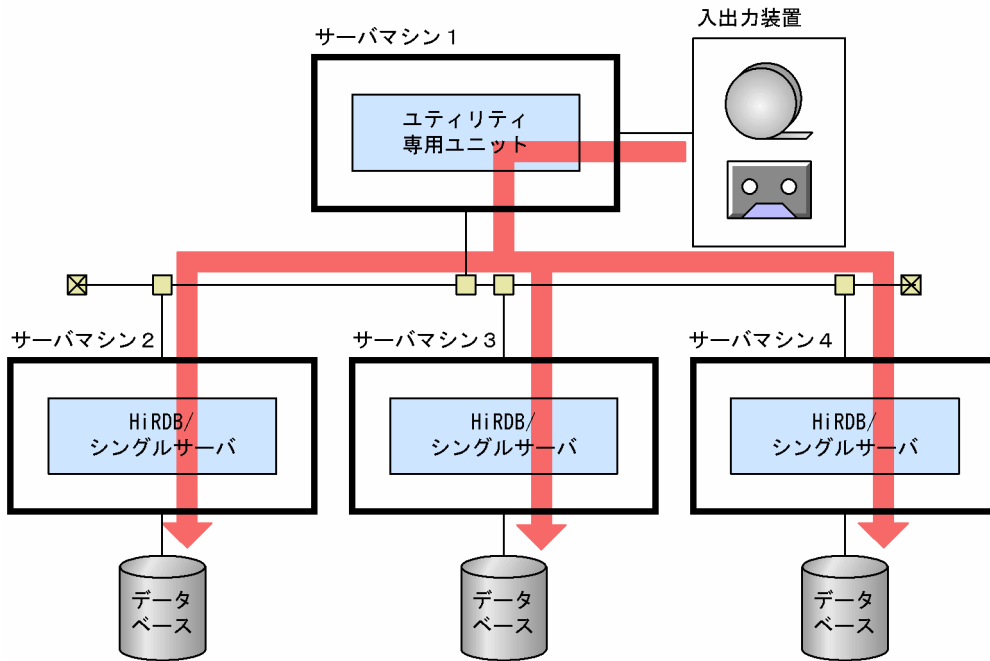 入出力装置
サーバマシン１
ユティリティ
専用ユニット
サーバマシン２
サーバマシン３
サーバマシン４
HiRDB/
シングルサーバ
HiRDB/
シングルサーバ
HiRDB/
シングルサーバ
データ
ベース
データ
ベース
データ
ベース